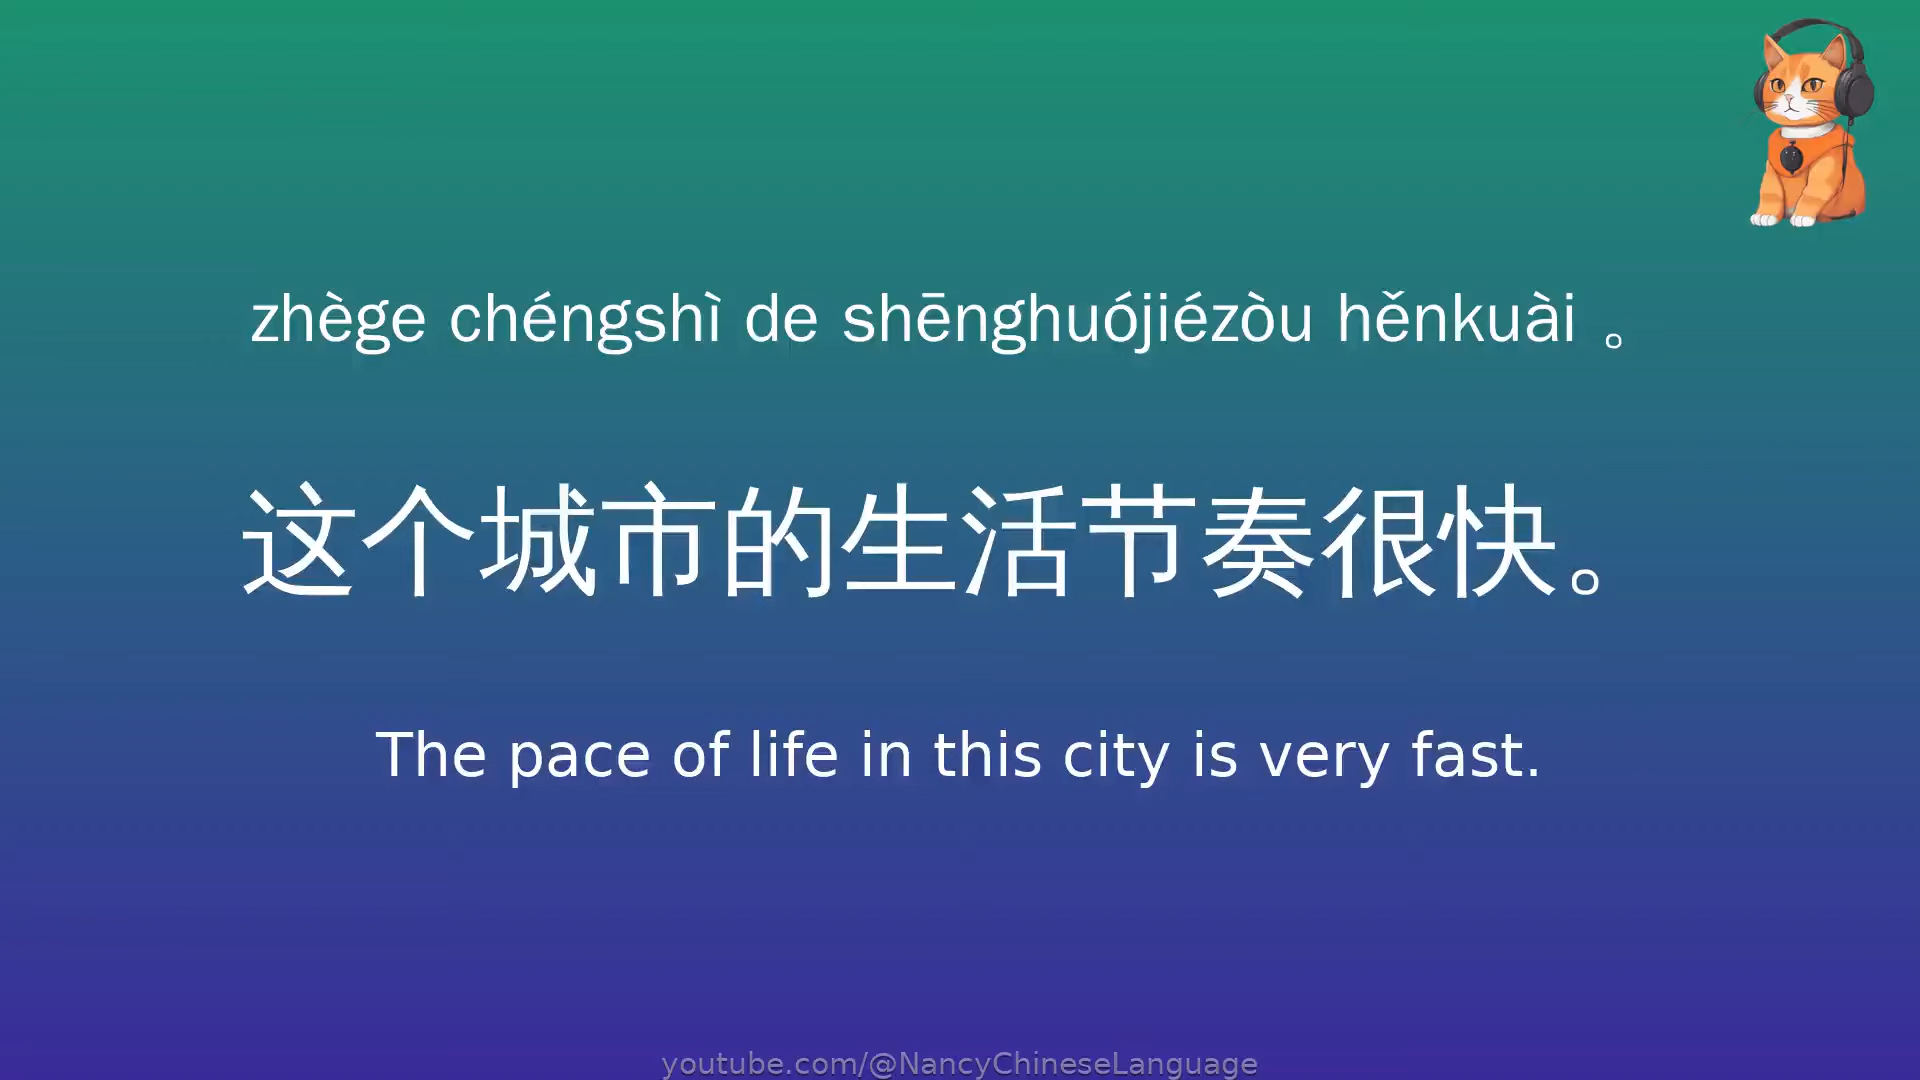 zhège chéngshì de shēnghuójiézòu hěnkuài 。
这个城市的生活节奏很快。
The pace of life in this city is very fast.
youtube.com/@NancyChineseLanguage